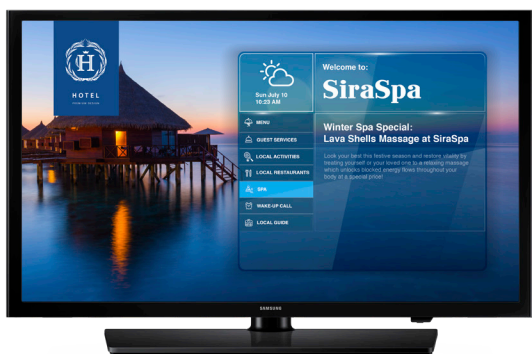 H
HOTEL
PREMIUM DESIGN
Sun July 10
10:23 AM
MENU
GUEST SERVICES
LOCAL ACTIVITIES
LOCAL RESTAURANTS
SPA
WAKE-UP CALL
LOCAL GUIDE
Welcome to:
SiraSpa
Winter Spa Special:
Lava Shells Massage at SiraSpa
Look your best this festive season and restore vitality by
treating yourself or your loved one to a relaxing massage
which unlocks blocked energy flows throughout your
body at a special price!
SAMSUNG